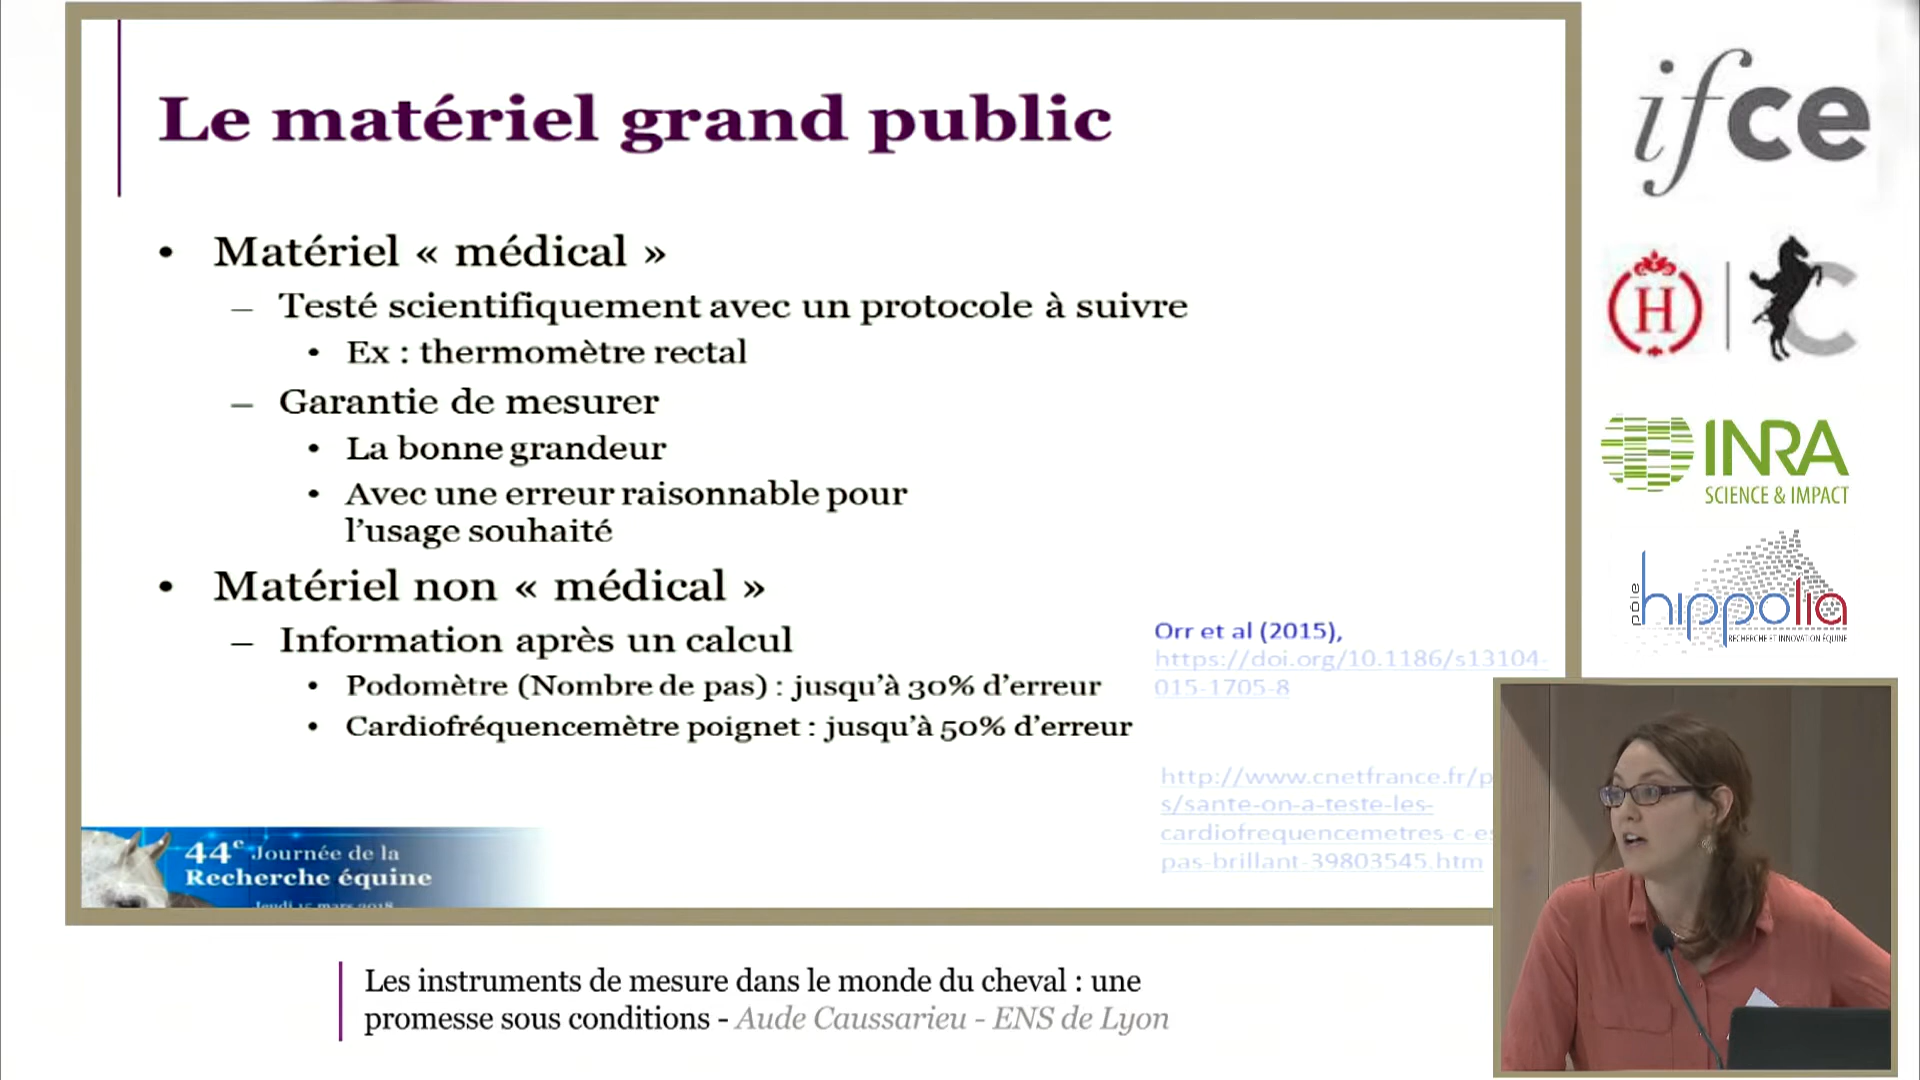 Le matériel grand public
• Matériel « médical »
– Testé scientifiquement avec un protocole à suivre
• Ex : thermomètre rectal
– Garantie de mesurer
• La bonne grandeur
• Avec une erreur raisonnable pour
l’usage souhaité
• Matériel non « médical »
– Information après un calcul
• Podomètre (Nombre de pas) : jusqu’à 30% d’erreur
• Cardiofréquencemètre poignet : jusqu’à 50% d’erreur
Orr et al (2015),
https://doi.org/10.1186/s13104-
015-1705-8
http://www.cnetfrance.fr/p
s/sante-on-a-teste-les-
cardiofrequencemetres-c-es
pas-brillant-39803545.htm
44e Journée de la
Recherche équine
Jeudi 15 mars 2018
Les instruments de mesure dans le monde du cheval : une
promesse sous conditions - Aude Caussarieu - ENS de Lyon
ifce
H C
INRA
SCIENCE & IMPACT
pôle hippolia
RECHERCHE ET INNOVATION ÉQUINE